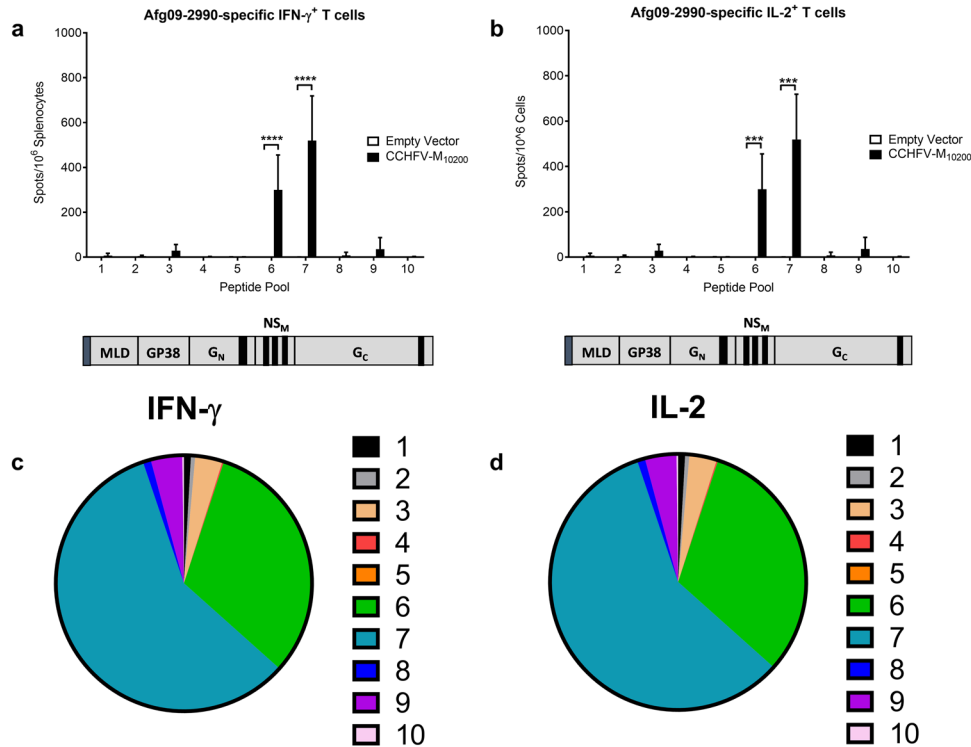 a
Afg09-2990-specific IFN-γ+ T cells
1000
800
600
400
200
0
Spots/10^6 Splenocytes
****
****
Empty Vector
CCHFV-M10200
1 2 3 4 5 6 7 8 9 10
Peptide Pool
NSM
MLD GP38 GN GC
b
Afg09-2990-specific IL-2+ T cells
1000
800
600
400
200
0
Spots/10^6 Cells
***
***
Empty Vector
CCHFV-M10200
1 2 3 4 5 6 7 8 9 10
Peptide Pool
NSM
MLD GP38 GN GC
c
IFN-γ
1
2
3
4
5
6
7
8
9
10
d
IL-2
1
2
3
4
5
6
7
8
9
10